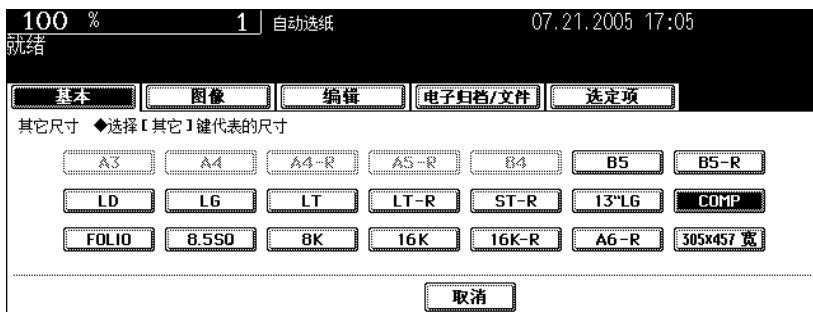 100 % 1 自动选纸 07.21.2005 17:05
就绪
基本 图像 编辑 电子归档/文件 选定项
其它尺寸 ◆选择【其它】键代表的尺寸
A3 A4 A4-R A5-R B4 B5 B5-R
LD LG LT LT-R ST-R 13"LG COMP
FOLIO 8.5SQ 8K 16K 16K-R A6-R 305x457 宽
取消